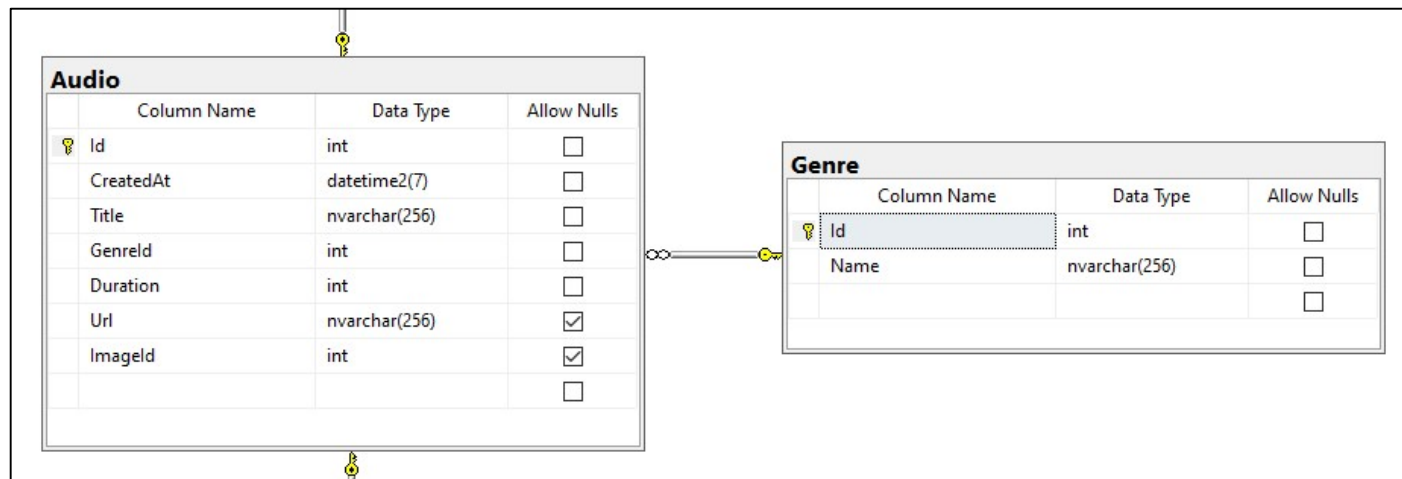 Audio
Column Name Data Type Allow Nulls
Id int
CreatedAt datetime2(7)
Title nvarchar(256)
GenreId int
Duration int
Url nvarchar(256)
ImageId int
Genre
Column Name Data Type Allow Nulls
Id int
Name nvarchar(256)